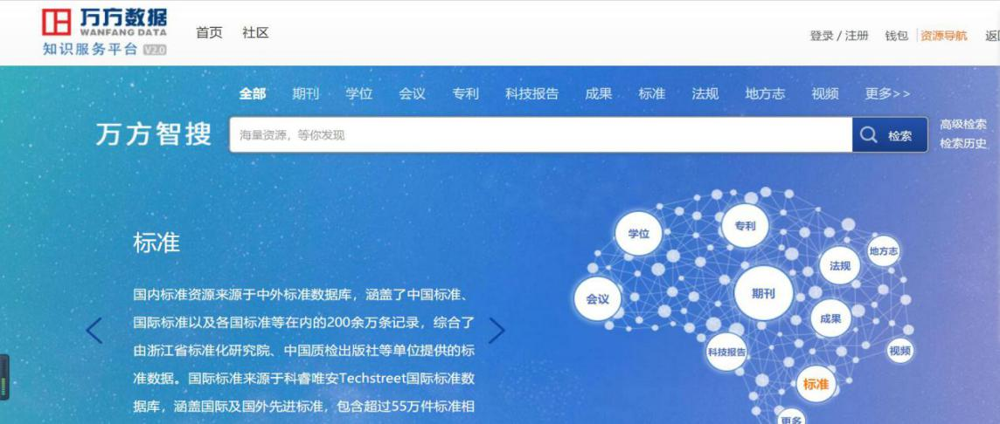 万方数据
WANFANG DATA
知识服务平台 V2.0
首页 社区
登录 / 注册 钱包 资源导航
全部 期刊 学位 会议 专利 科技报告 成果 标准 法规 地方志 视频 更多>>
万方智搜
海量资源，等你发现
检索
高级检索
检索历史
标准
国内标准资源来源于中外标准数据库，涵盖了中国标准、
国际标准以及各国标准等在内的200余万条记录，综合了
由浙江省标准化研究院、中国质检出版社等单位提供的标
准数据。国际标准来源于科睿唯安Techstreet国际标准数
据库，涵盖国际及国外先进标准，包含超过55万件标准相
学位
专利
地方志
法规
会议
期刊
成果
科技报告
视频
标准
更多